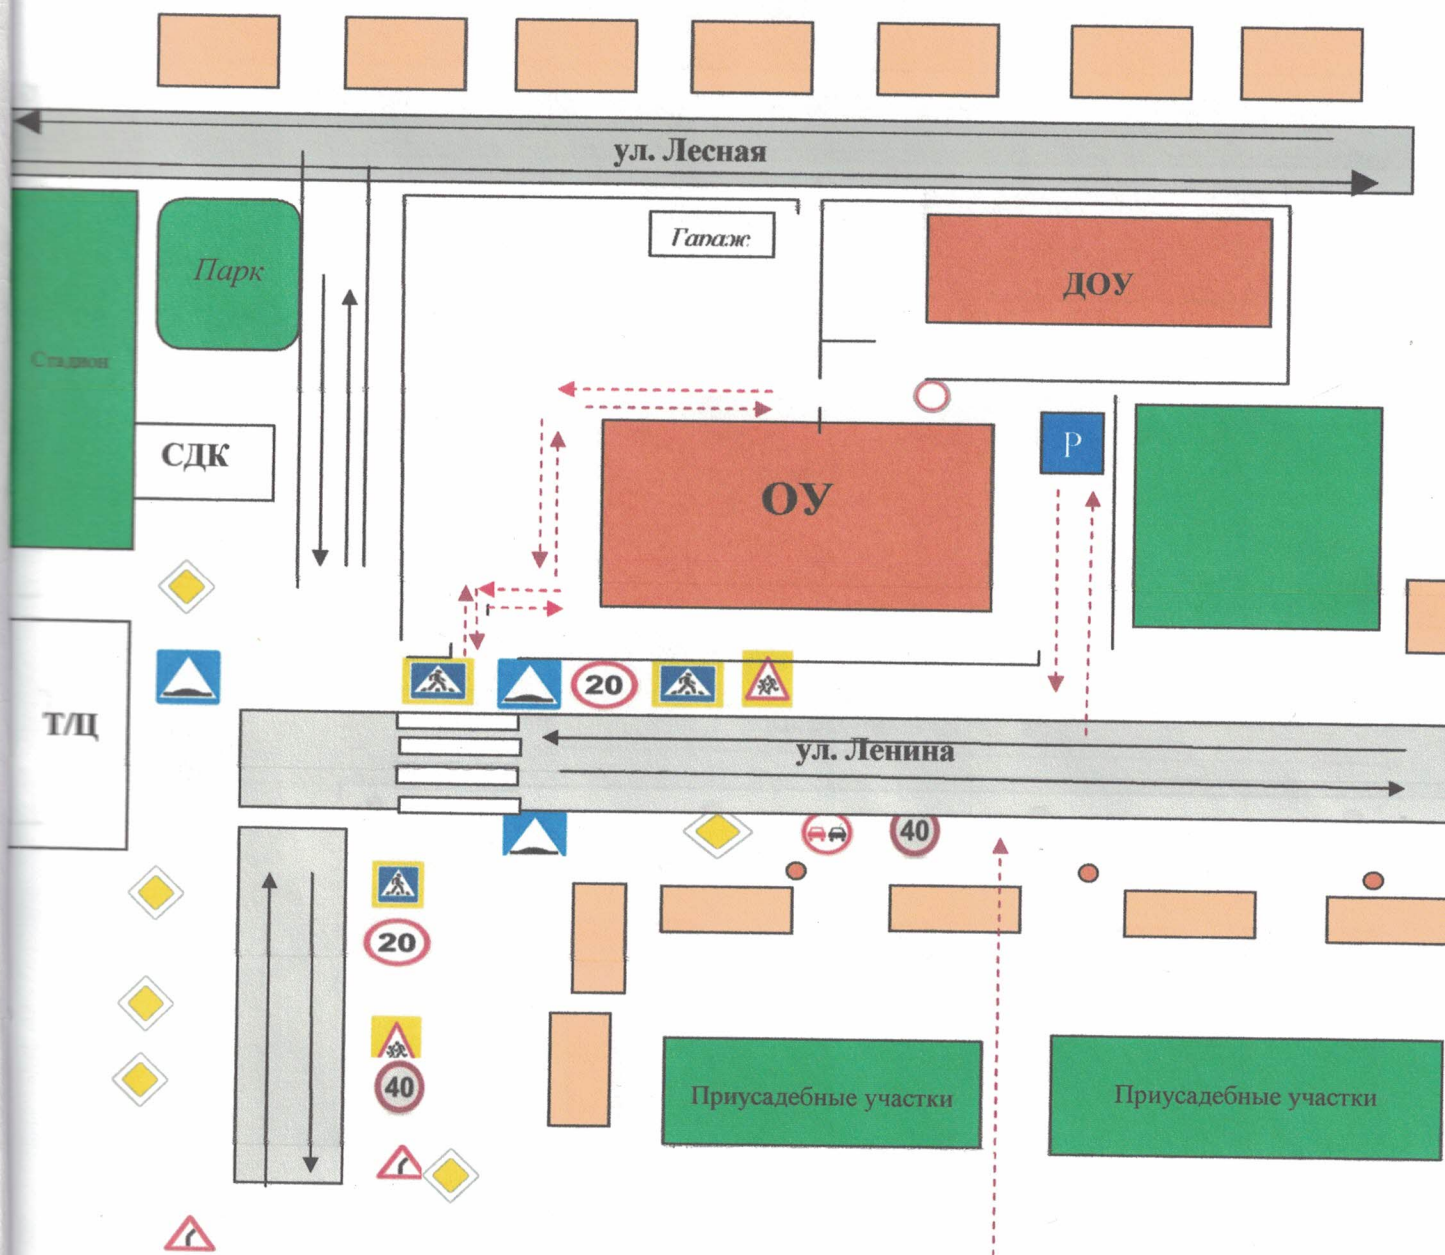 ул. Лесная
Гараж
Парк
ДОУ
Стадион
СДК
Р
ОУ
20
Т/Ц
ул. Ленина
40
20
40
Приусадебные участки
Приусадебные участки